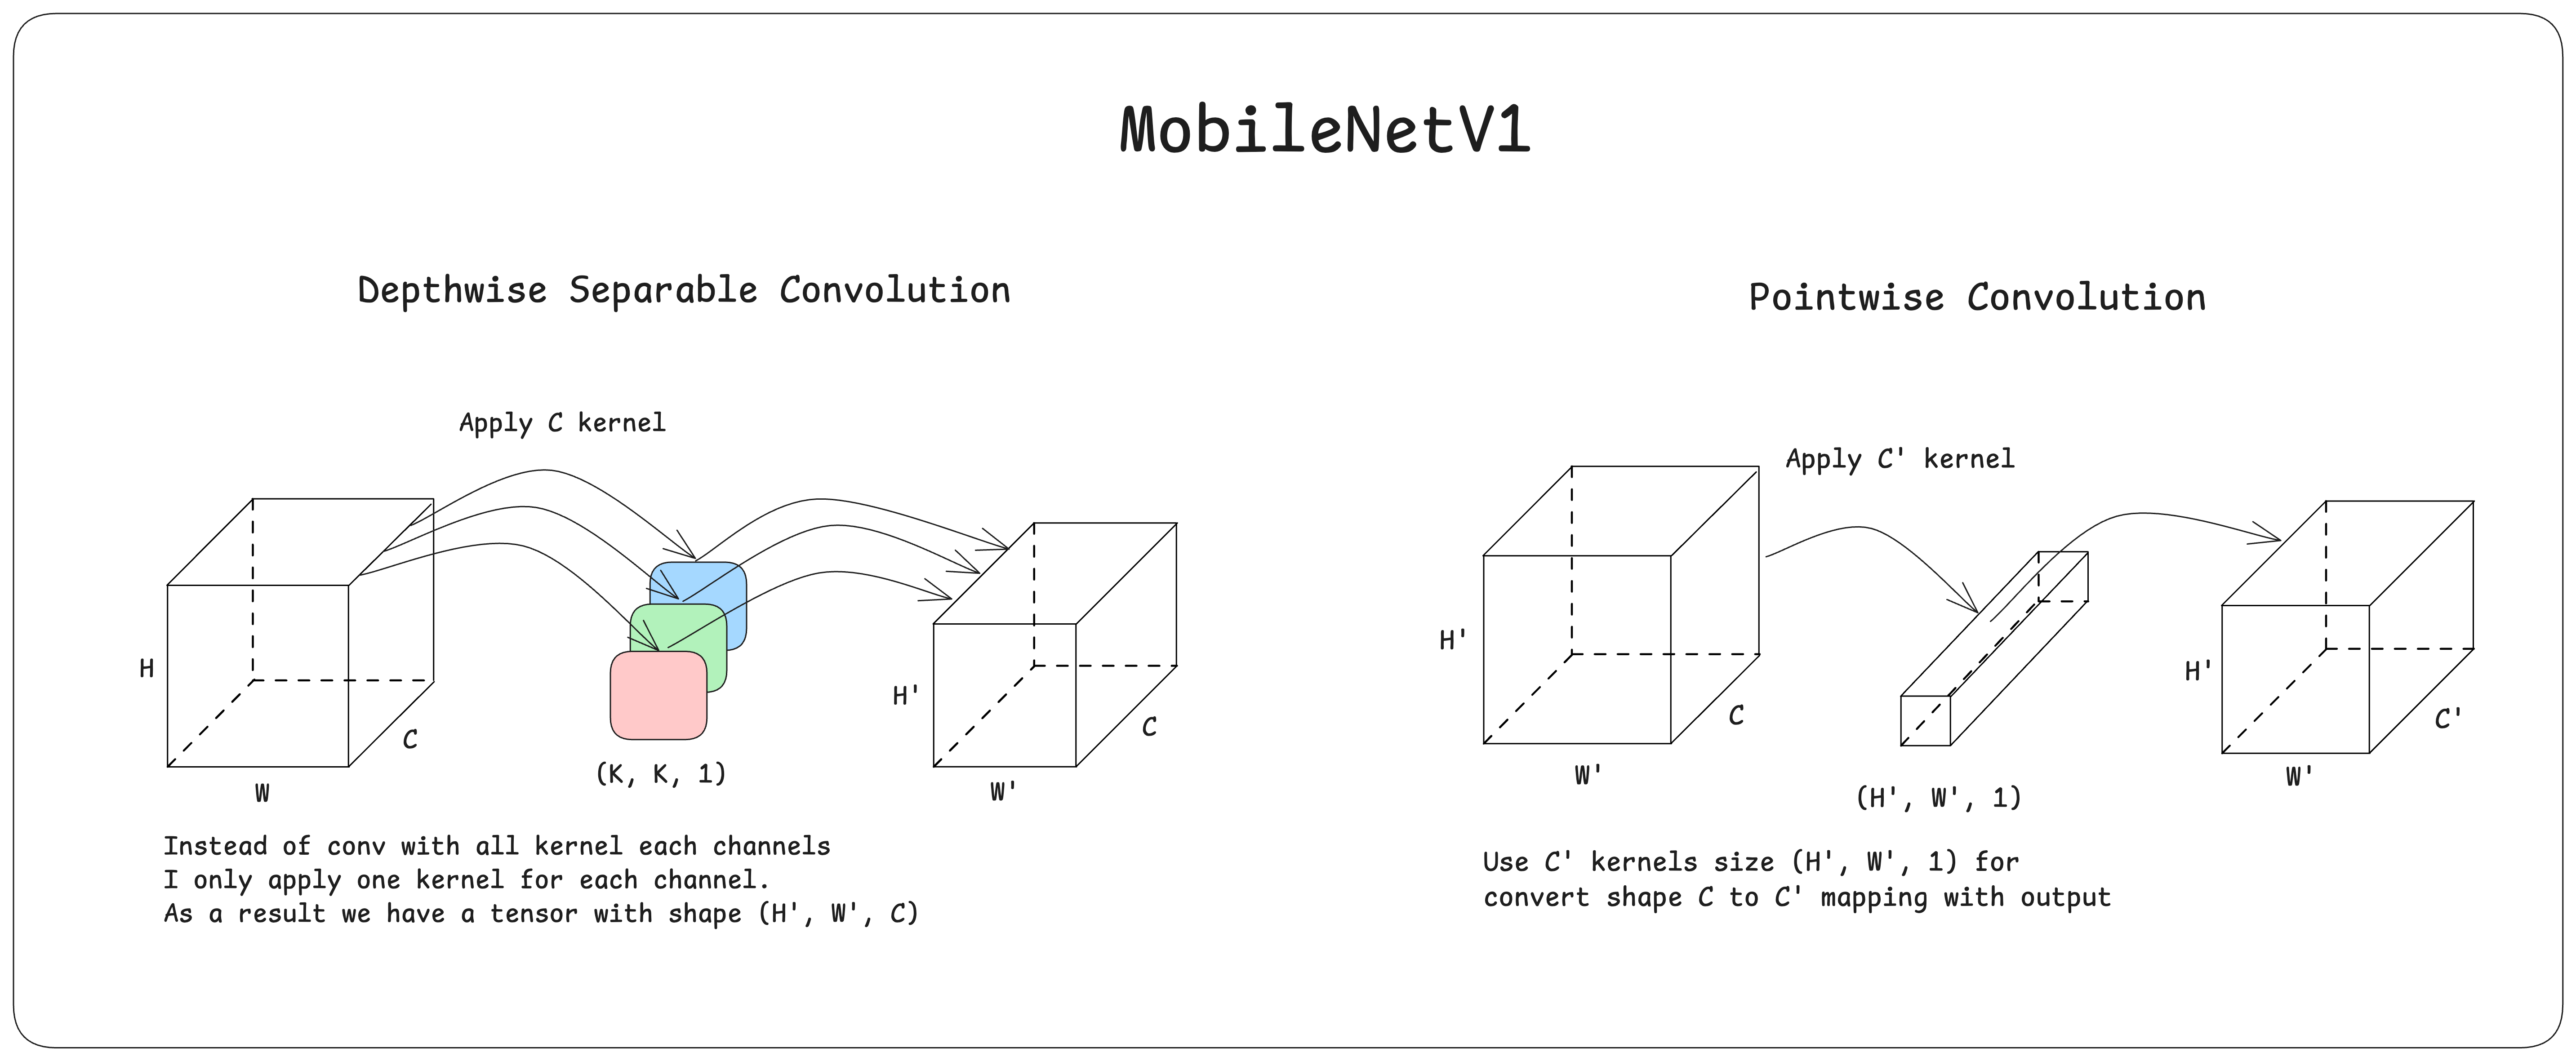 MobileNetV1
Depthwise Separable Convolution
Apply C kernel
H
W
C
(K, K, 1)
H'
W'
C
Instead of conv with all kernel each channels
I only apply one kernel for each channel.
As a result we have a tensor with shape (H', W', C)
Pointwise Convolution
Apply C' kernel
H'
W'
C
(H', W', 1)
H'
W'
C'
Use C' kernels size (H', W', 1) for
convert shape C to C' mapping with output